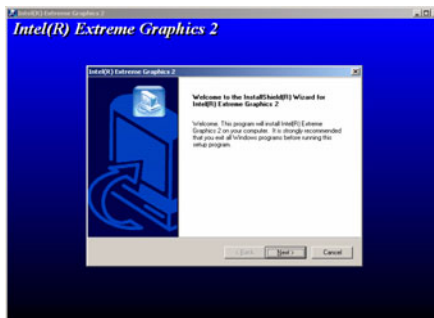 Intel(R) Extreme Graphics 2
Intel(R) Extreme Graphics 2
Intel(R) Extreme Graphics 2
Welcome to the InstallShield(R) Wizard for
Intel(R) Extreme Graphics 2
Welcome. This program will install Intel(R) Extreme
Graphics 2 on your computer. It is strongly recommended
that you exit all Windows programs before running this
setup program.
< Back
Next >
Cancel